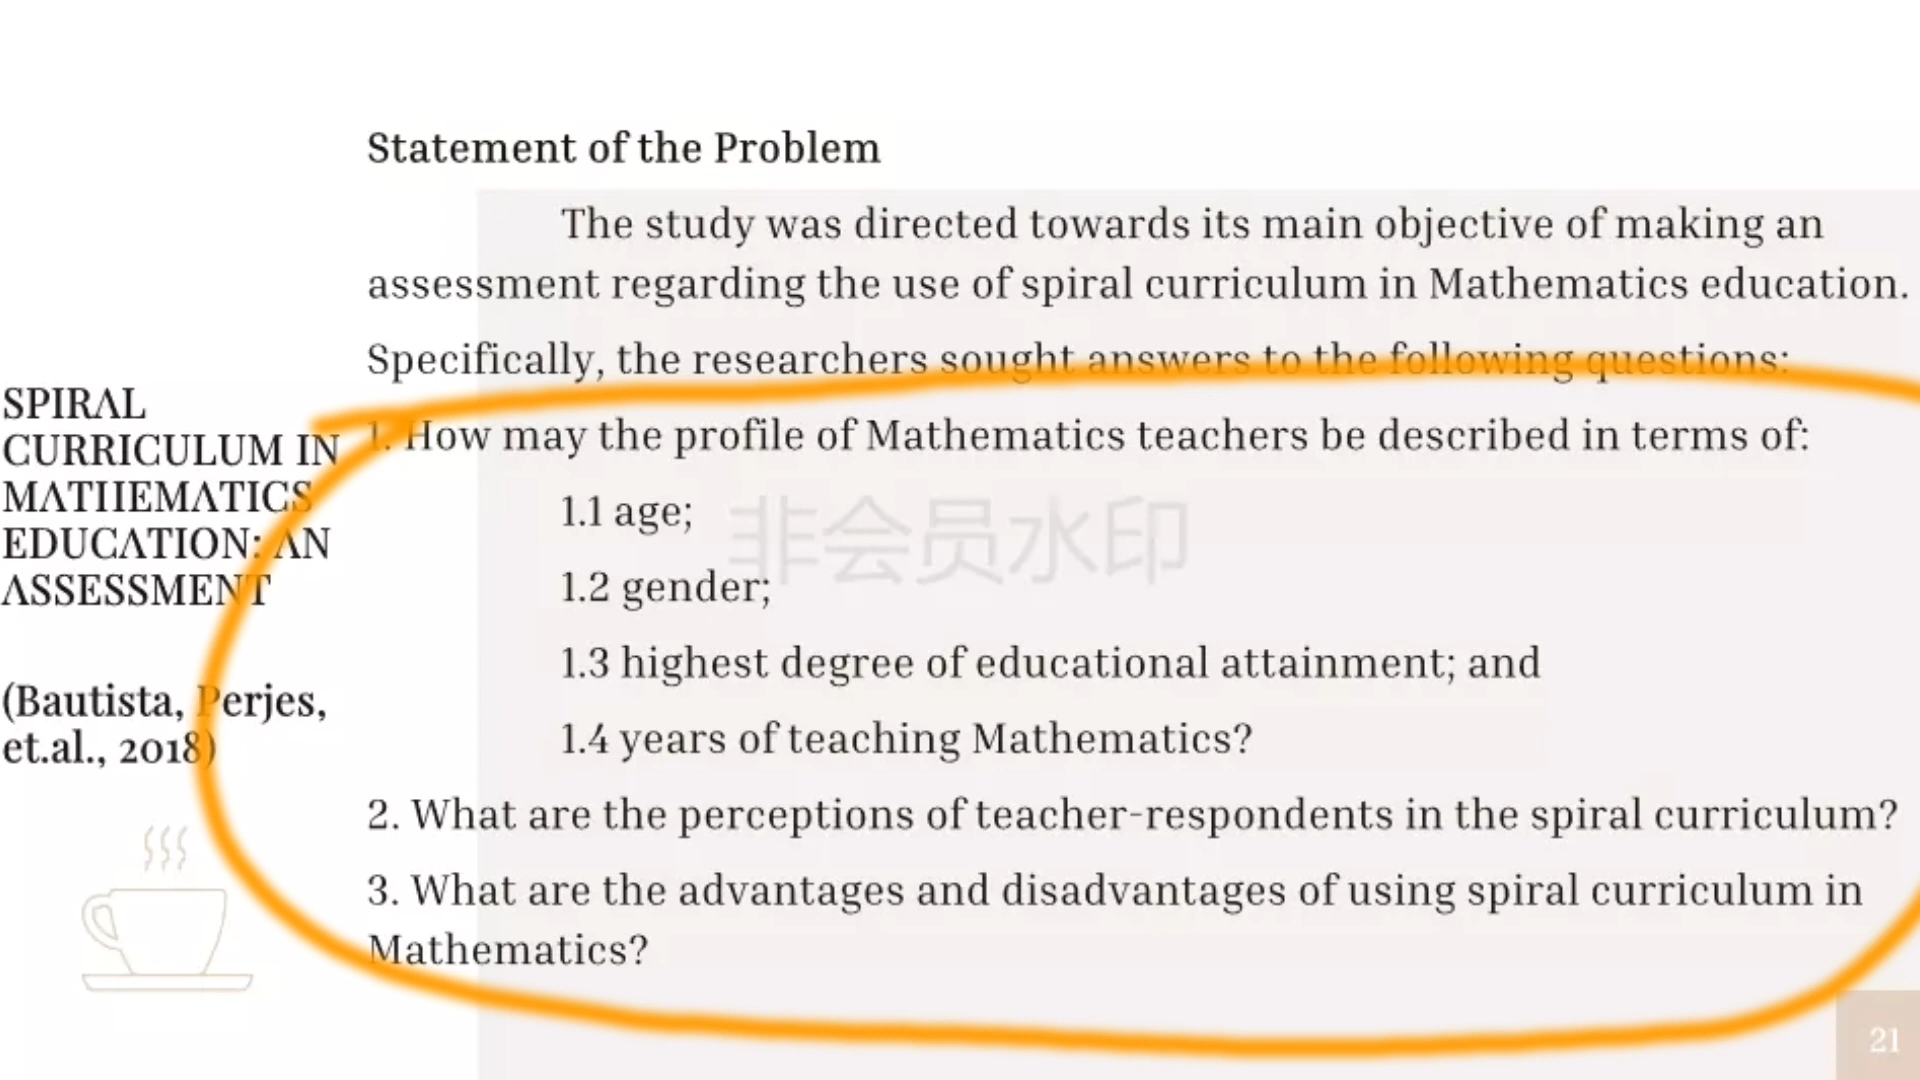 Statement of the Problem
The study was directed towards its main objective of making an
assessment regarding the use of spiral curriculum in Mathematics education.
Specifically, the researchers sought answers to the following questions:
1. How may the profile of Mathematics teachers be described in terms of:
1.1 age;
1.2 gender;
1.3 highest degree of educational attainment; and
1.4 years of teaching Mathematics?
2. What are the perceptions of teacher-respondents in the spiral curriculum?
3. What are the advantages and disadvantages of using spiral curriculum in
Mathematics?
SPIRAL
CURRICULUM IN
MATHEMATICS
EDUCATION: AN
ASSESSMENT
(Bautista, Perjes,
et.al., 2018)
非会员水印
21